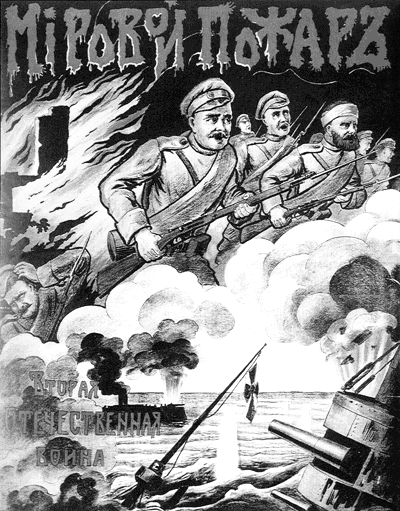 Міровой Пожаръ
Вторая
Отечественная
Война